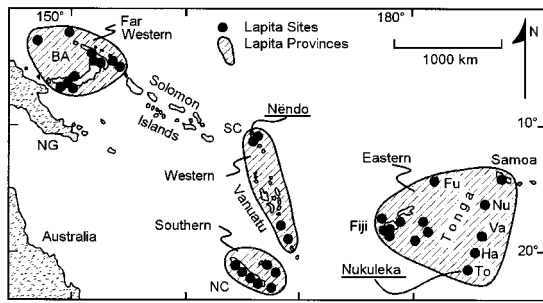 150°
180°
Far
Western
Lapita Sites
Lapita Provinces
N
BA
1000 km
Solomon
Islands
Nëndo
SC
NG
10°
Western
Eastern
Samoa
Fu
Vanuatu
Nu
Tonga
Southern
Fiji
Va
Australia
Ha
20°
NC
Nukuleka
To